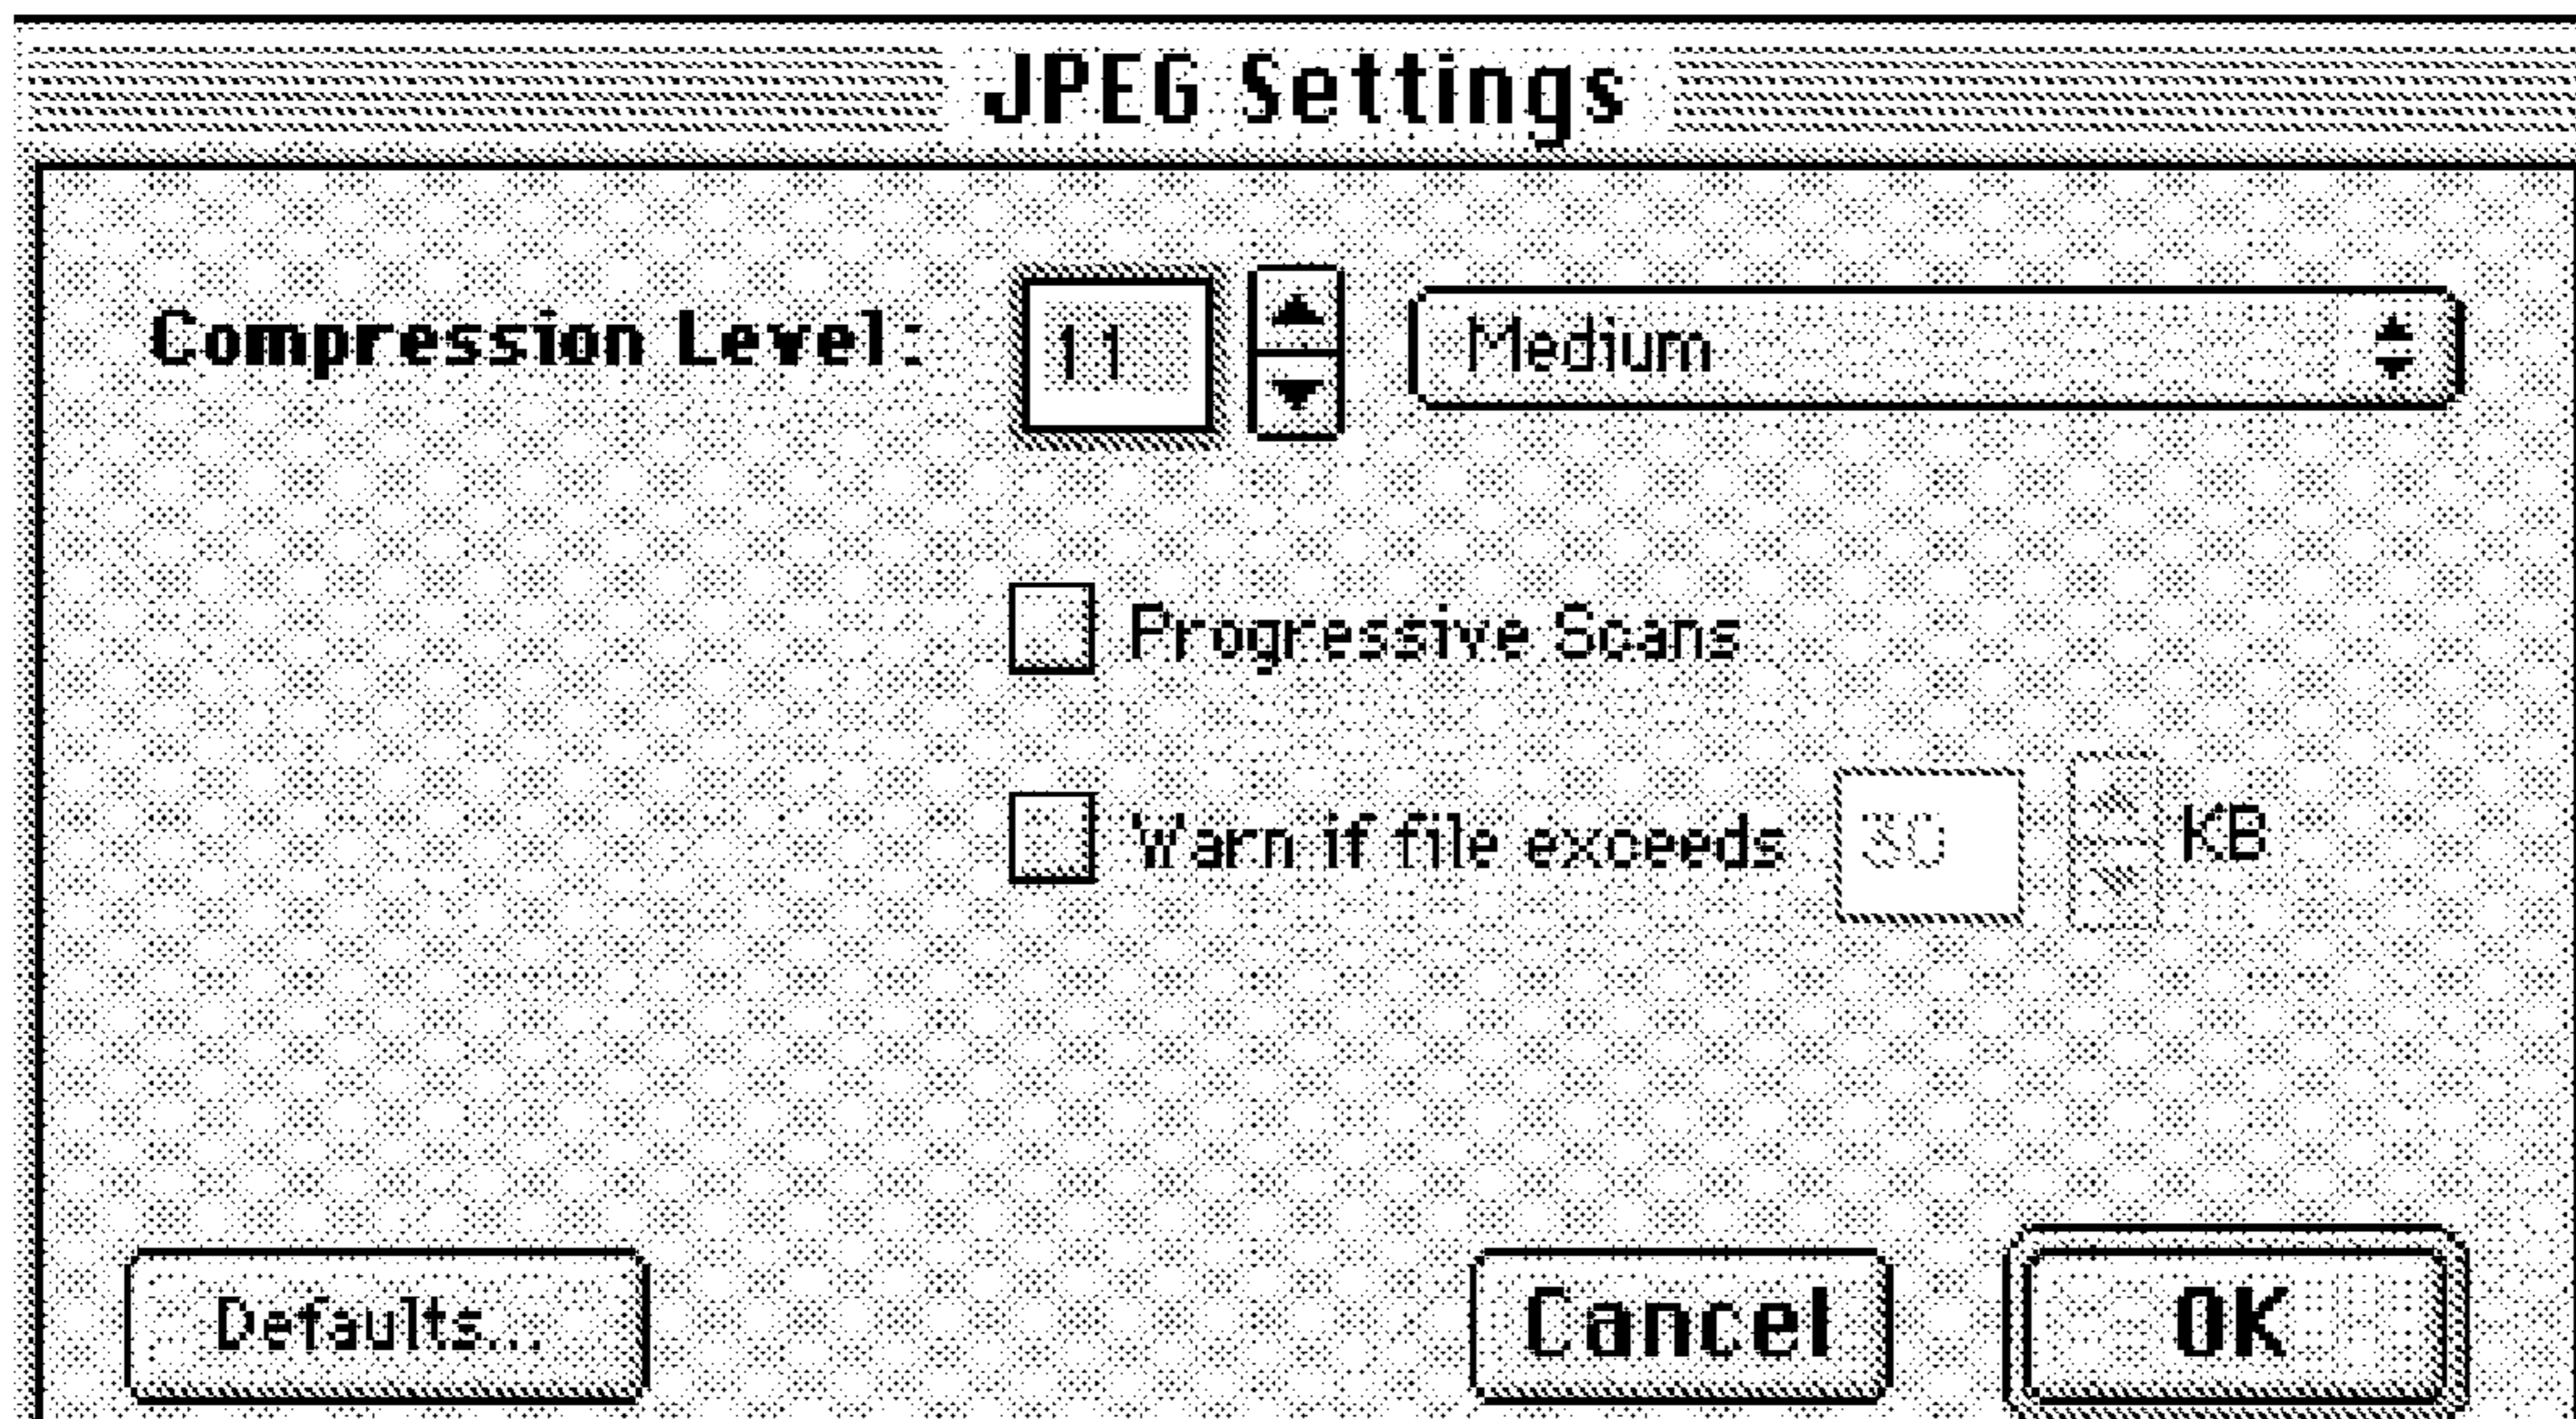 JPEG Settings
Compression Level: 11 Medium
Progressive Scans
Warn if file exceeds 30 KB
Defaults... Cancel OK